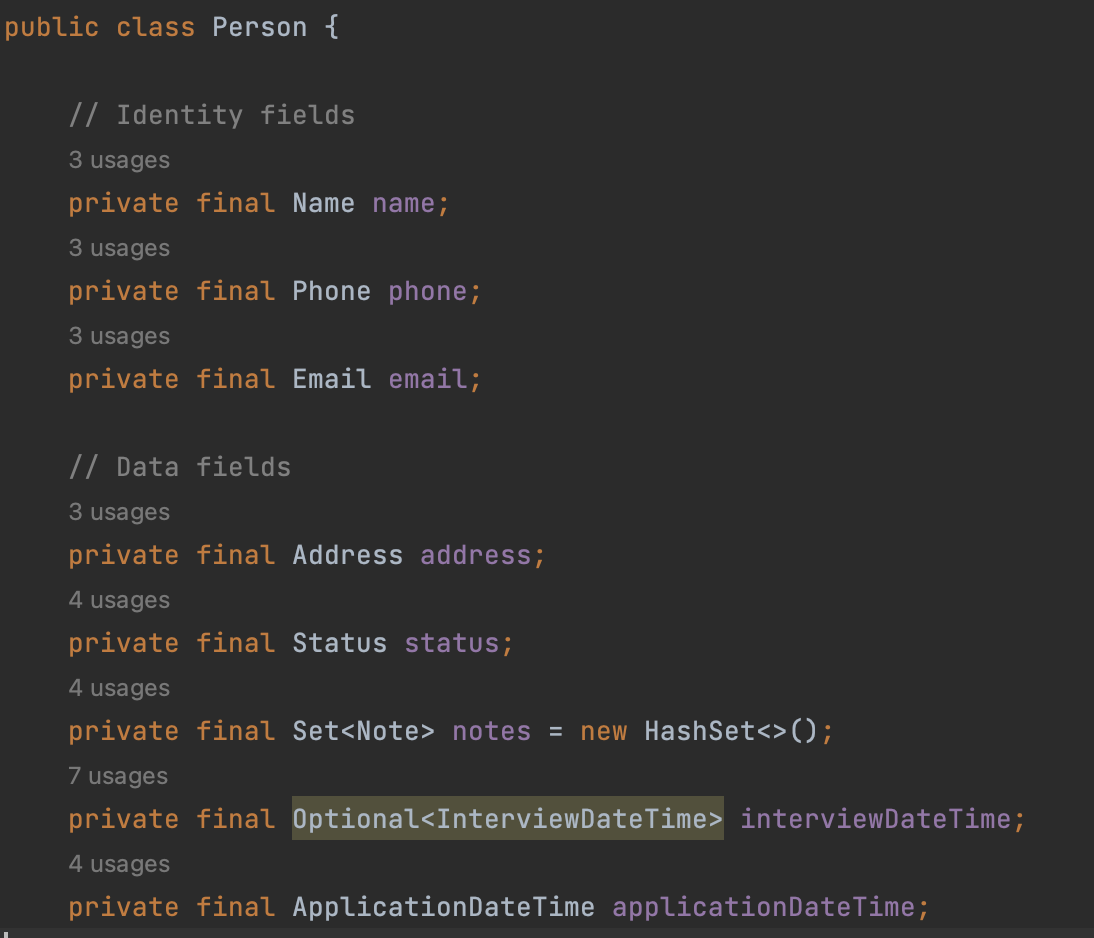 public class Person {
// Identity fields
3 usages
private final Name name;
3 usages
private final Phone phone;
3 usages
private final Email email;
// Data fields
3 usages
private final Address address;
4 usages
private final Status status;
4 usages
private final Set<Note> notes = new HashSet<>();
7 usages
private final Optional<InterviewDateTime> interviewDateTime;
4 usages
private final ApplicationDateTime applicationDateTime;